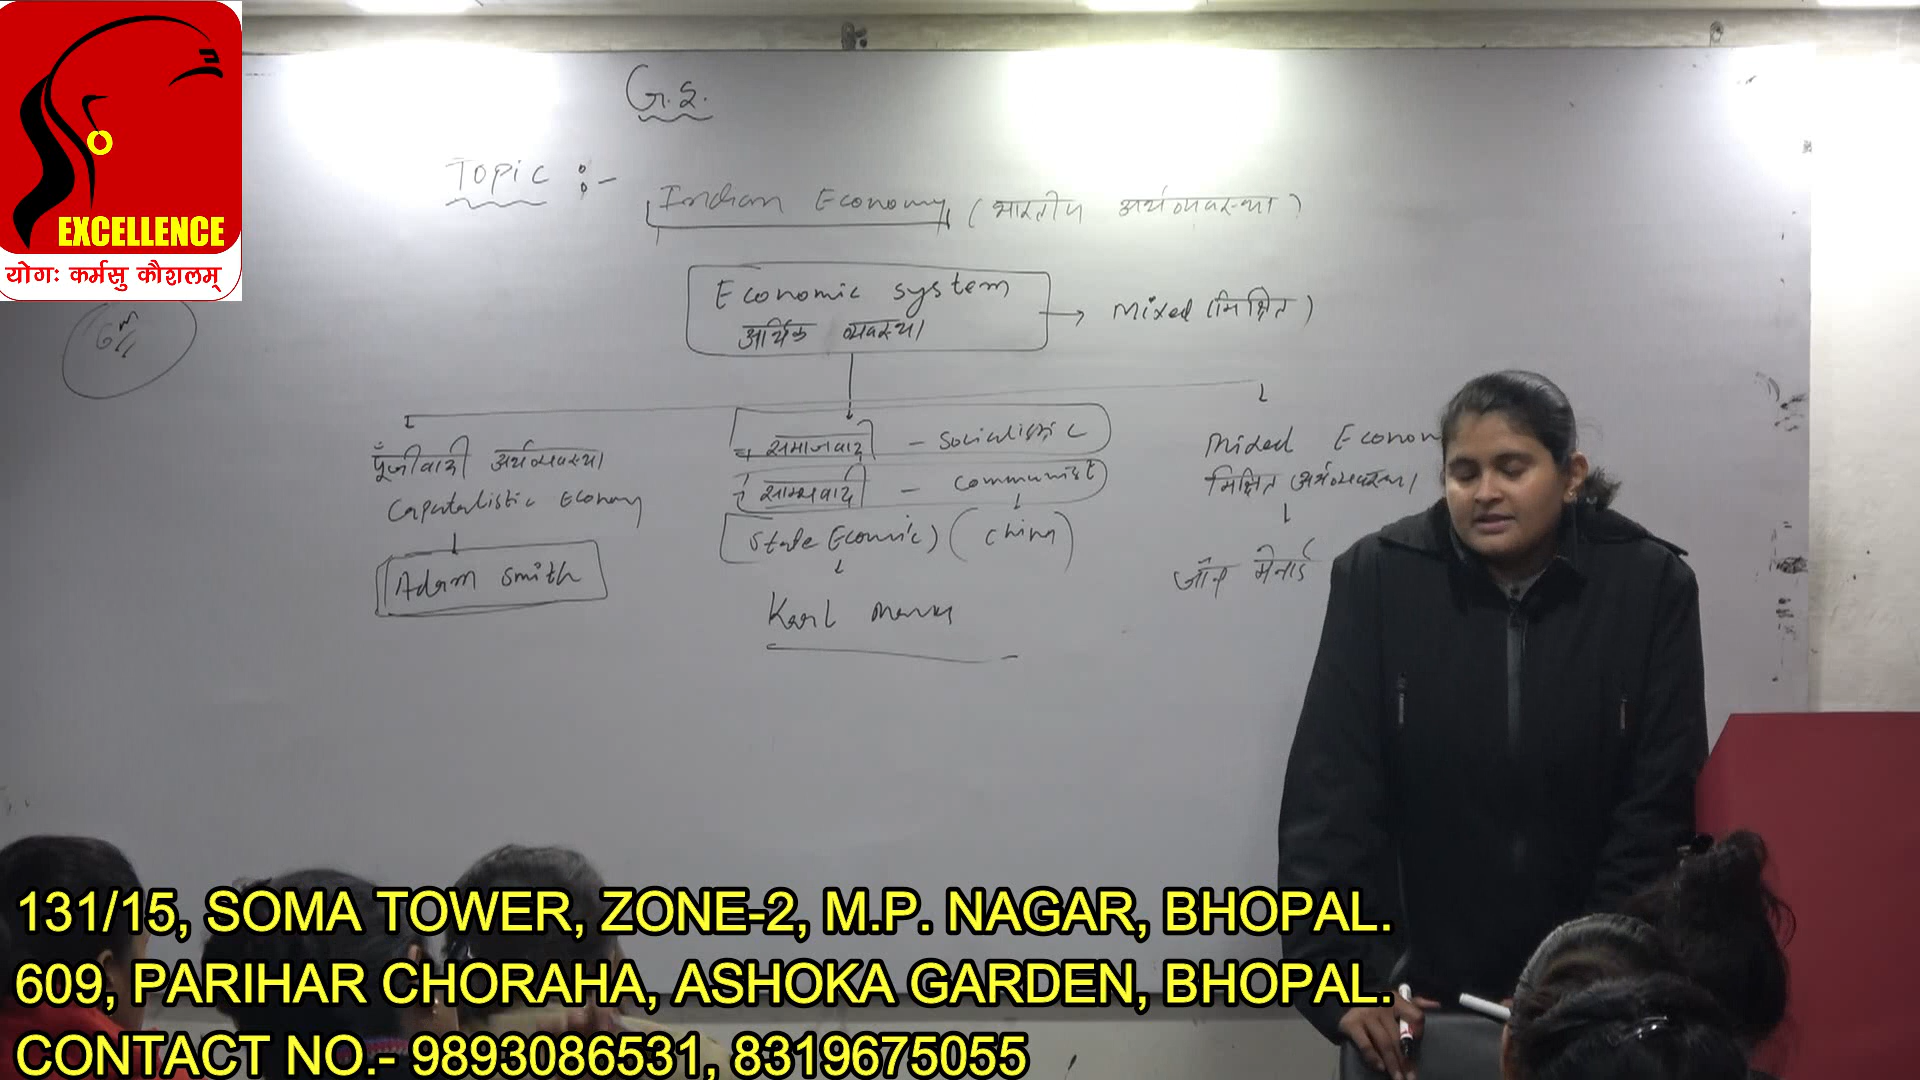 EXCELLENCE
योगः कर्मसु कौशलम्
G.S.
Topic :-
Indian Economy (भारतीय अर्थव्यवस्था)
Economic system → Mixed (मिश्रित)
आर्थिक व्यवस्था
पूँजीवादी अर्थव्यवस्था
Capitalistic Economy
Adam Smith
समाजवादी - Socialistic
साम्यवादी - Communist
State Ecomic) (China)
Karl Marx
Mixed Econom
मिश्रित अर्थव्यवस्था
जॉन मेनार्ड
131/15, SOMA TOWER, ZONE-2, M.P. NAGAR, BHOPAL.
609, PARIHAR CHORAHA, ASHOKA GARDEN, BHOPAL.
CONTACT NO.- 9893086531, 8319675055